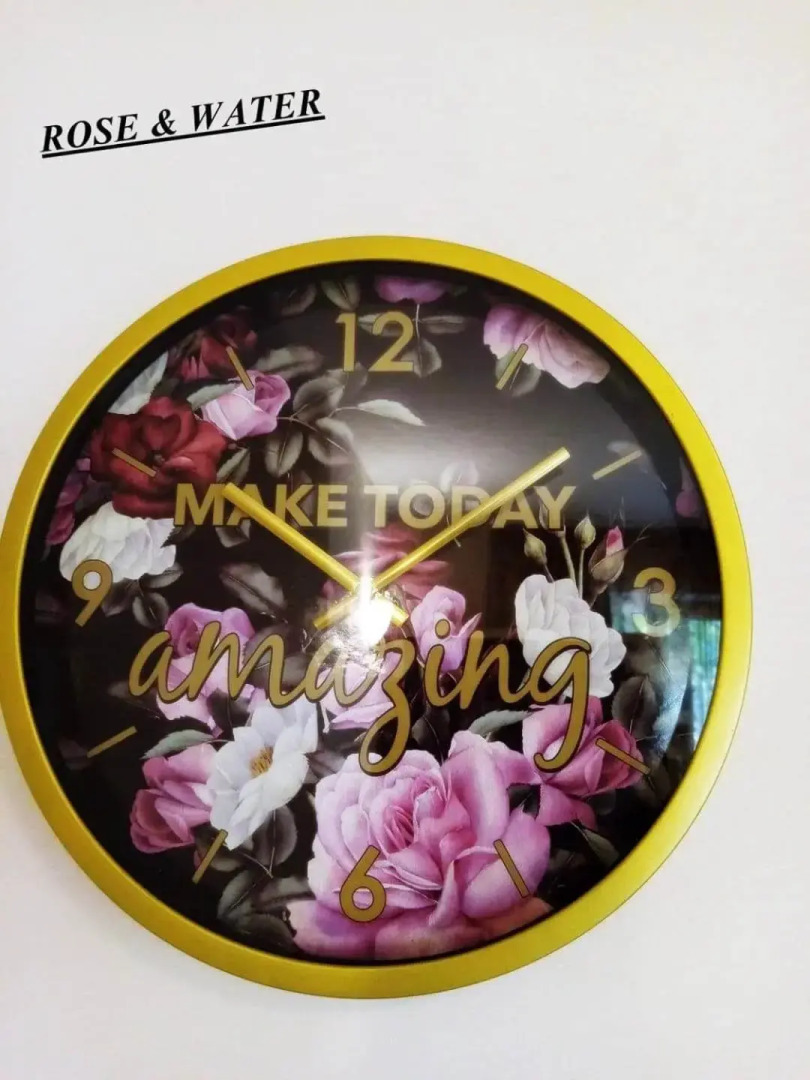 ROSE & WATER
12
MAKE TODAY
9
3
amazing
6